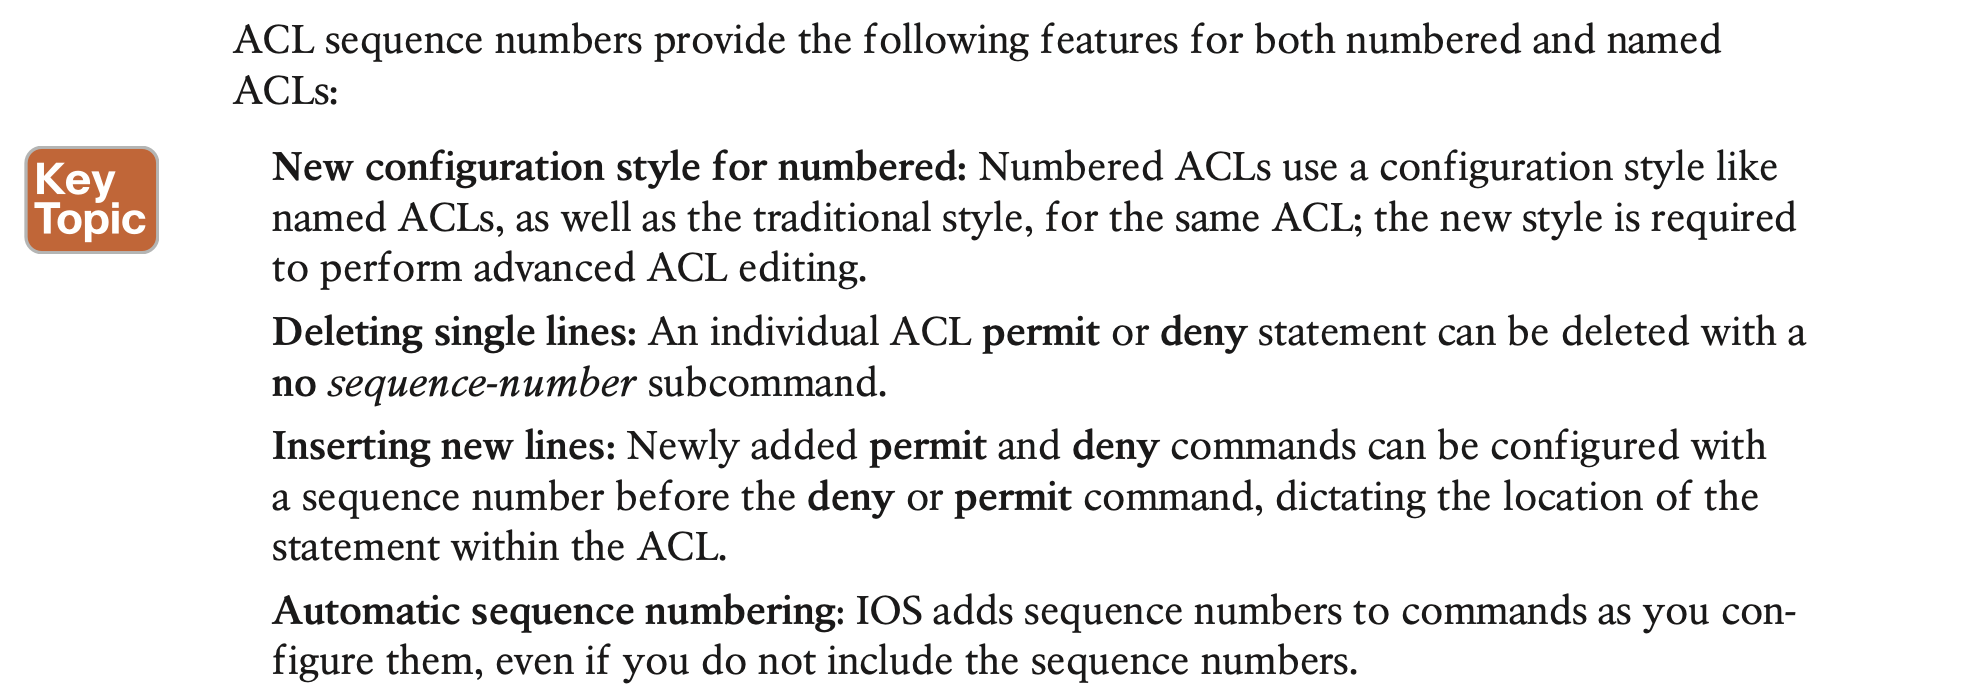 ACL sequence numbers provide the following features for both numbered and named
ACLs:
Key
Topic
New configuration style for numbered: Numbered ACLs use a configuration style like
named ACLs, as well as the traditional style, for the same ACL; the new style is required
to perform advanced ACL editing.
Deleting single lines: An individual ACL permit or deny statement can be deleted with a
no sequence-number subcommand.
Inserting new lines: Newly added permit and deny commands can be configured with
a sequence number before the deny or permit command, dictating the location of the
statement within the ACL.
Automatic sequence numbering: IOS adds sequence numbers to commands as you con-
figure them, even if you do not include the sequence numbers.